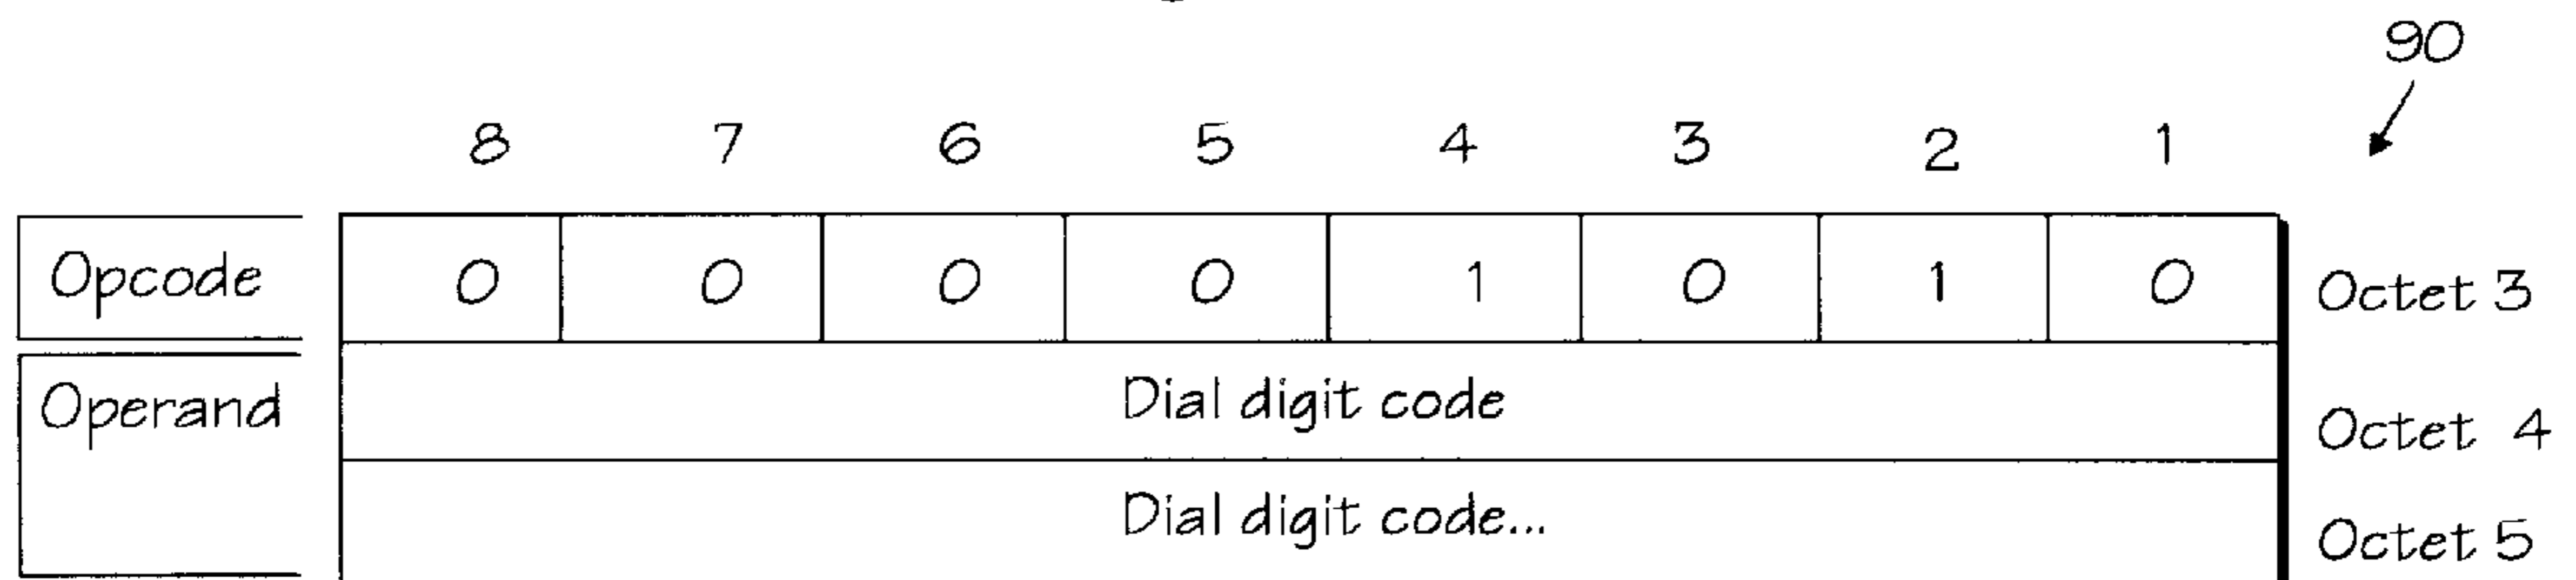 90
8 7 6 5 4 3 2 1
Opcode 0 0 0 0 1 0 1 0 Octet 3
Operand Dial digit code Octet 4
Dial digit code... Octet 5